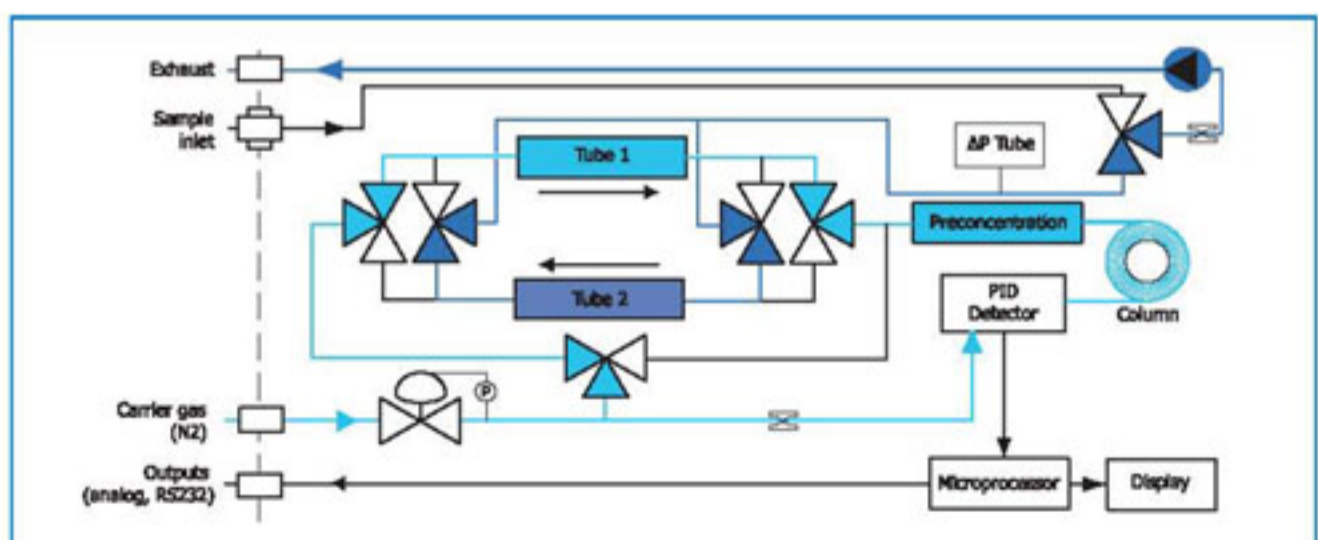 Exhaust
Sample
inlet
Tube 1
ΔP Tube
Preconcentration
Tube 2
PID
Detector
Column
P
Carrier gas
(N2)
Outputs
(analog, RS232)
Microprocessor
Display